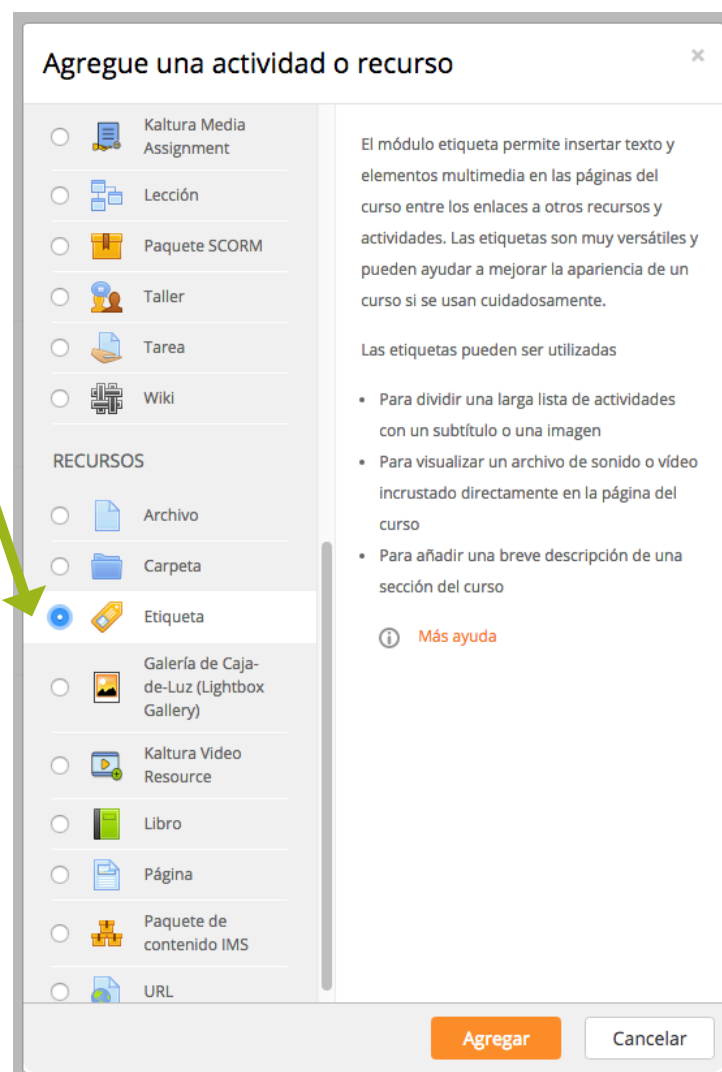 Agregue una actividad o recurso
×
Kaltura Media
Assignment
Lección
Paquete SCORM
Taller
Tarea
Wiki
RECURSOS
Archivo
Carpeta
Etiqueta
Galería de Caja-
de-Luz (Lightbox
Gallery)
Kaltura Video
Resource
Libro
Página
Paquete de
contenido IMS
URL
El módulo etiqueta permite insertar texto y
elementos multimedia en las páginas del
curso entre los enlaces a otros recursos y
actividades. Las etiquetas son muy versátiles y
pueden ayudar a mejorar la apariencia de un
curso si se usan cuidadosamente.
Las etiquetas pueden ser utilizadas
• Para dividir una larga lista de actividades
con un subtítulo o una imagen
• Para visualizar un archivo de sonido o vídeo
incrustado directamente en la página del
curso
• Para añadir una breve descripción de una
sección del curso
Más ayuda
Agregar
Cancelar